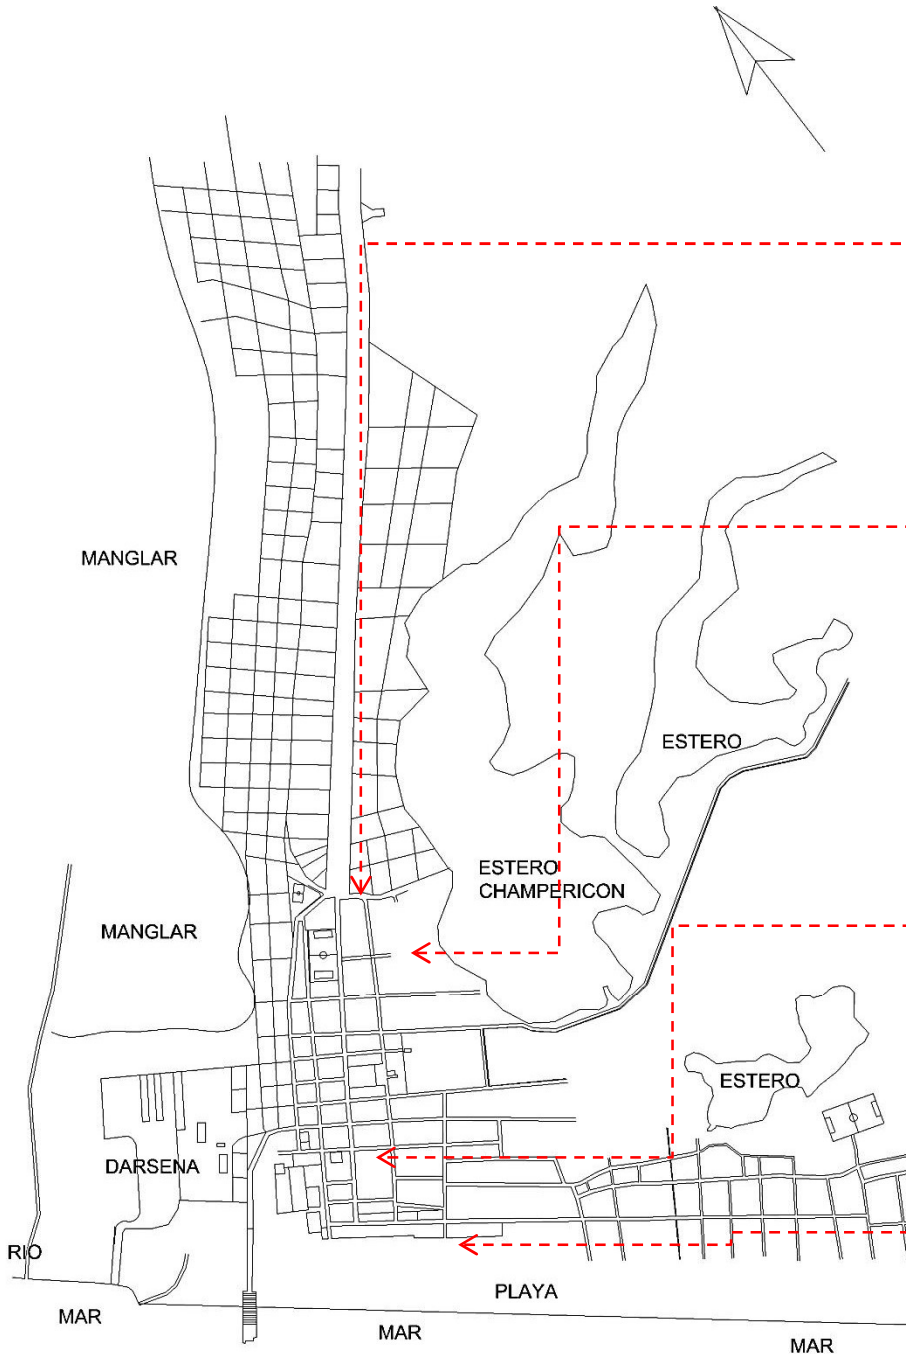 MANGLAR
ESTERO
ESTERO
CHAMPERICON
MANGLAR
ESTERO
DARSENA
RIO
PLAYA
MAR
MAR
MAR